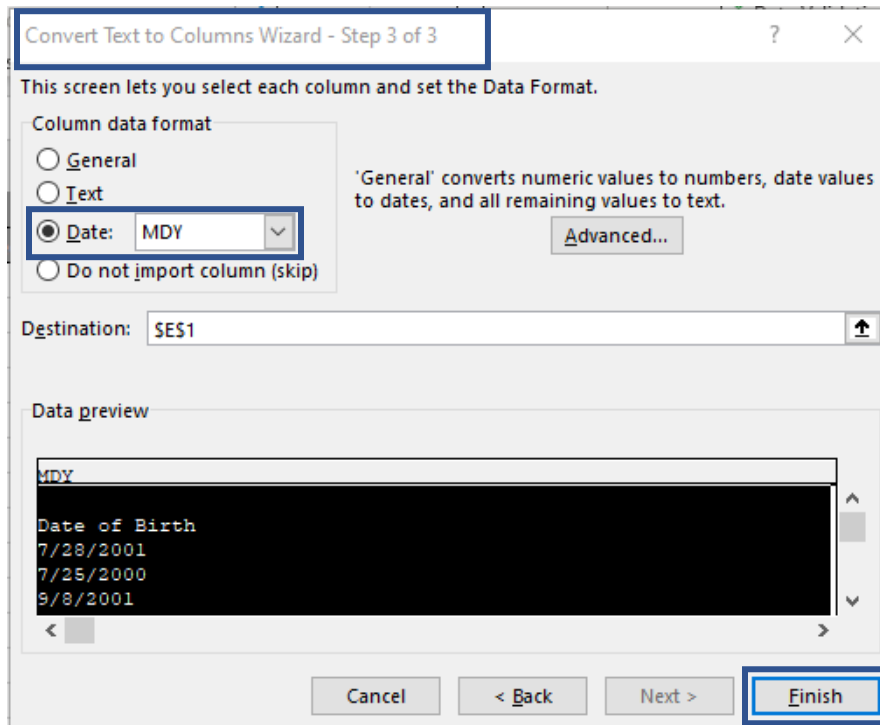 Convert Text to Columns Wizard - Step 3 of 3
?
This screen lets you select each column and set the Data Format.
Column data format
General
Text
Date: MDY
Do not import column (skip)
'General' converts numeric values to numbers, date values
to dates, and all remaining values to text.
Advanced...
Destination: $E$1
Data preview
MDY
Date of Birth
7/28/2001
7/25/2000
9/8/2001
Cancel
< Back
Next >
Finish